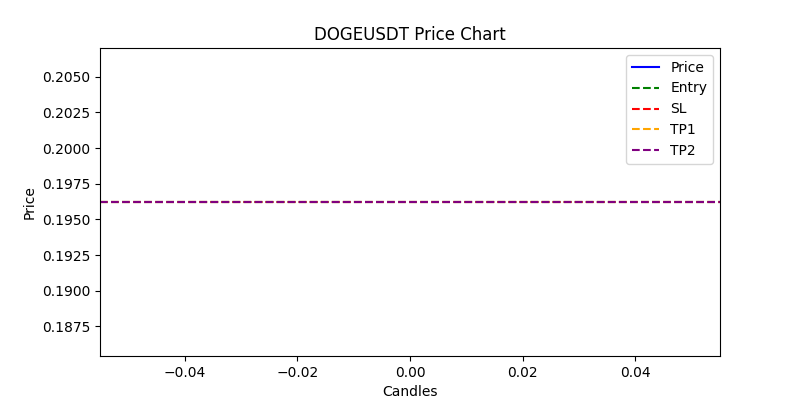 DOGEUSDT Price Chart
Price
Entry
SL
TP1
TP2
0.2050
0.2025
0.2000
0.1975
0.1950
0.1925
0.1900
0.1875
Price
−0.04
−0.02
0.00
0.02
0.04
Candles